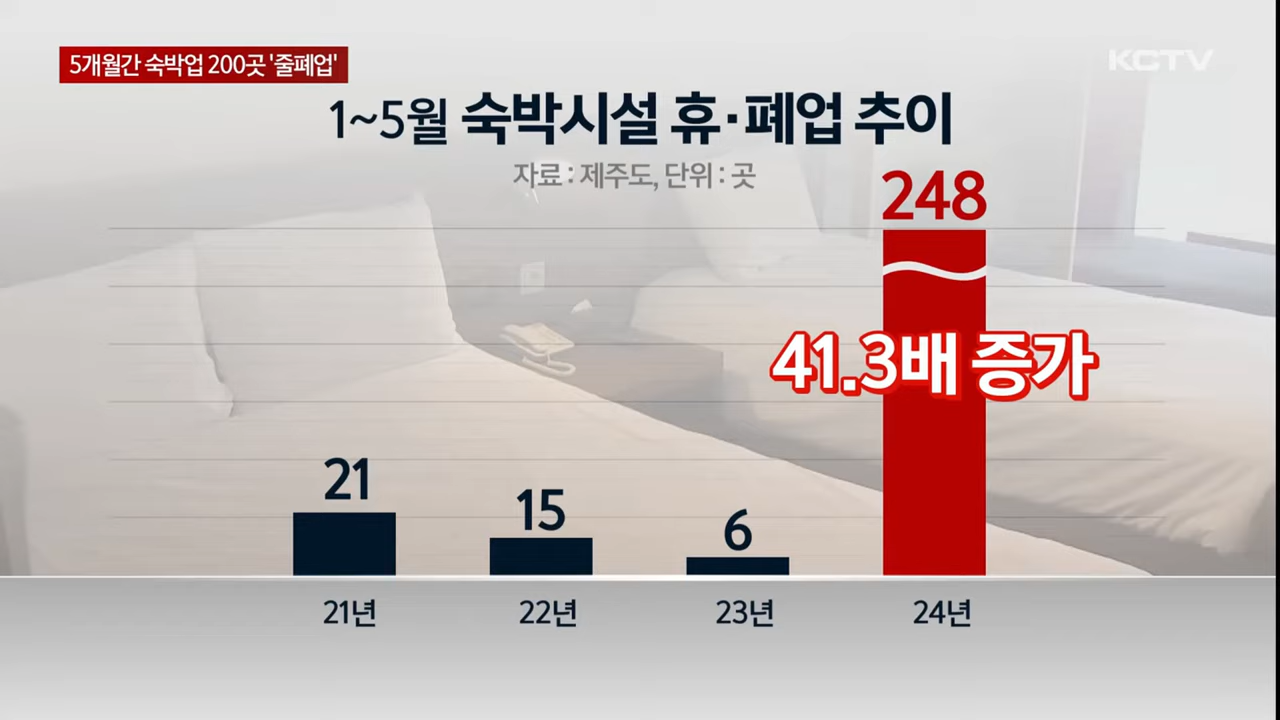 5개월간 숙박업 200곳 '줄폐업'
KCTV
1~5월 숙박시설 휴·폐업 추이
자료 : 제주도, 단위 : 곳
248
41.3배 증가
21
15
6
21년
22년
23년
24년